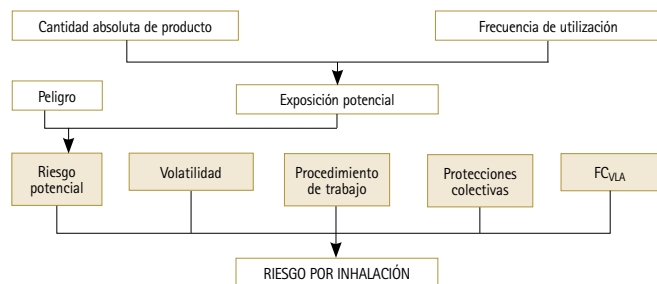 Cantidad absoluta de producto
Frecuencia de utilización
Peligro
Exposición potencial
Riesgo
potencial
Volatilidad
Procedimiento
de trabajo
Protecciones
colectivas
FCVLA
RIESGO POR INHALACIÓN